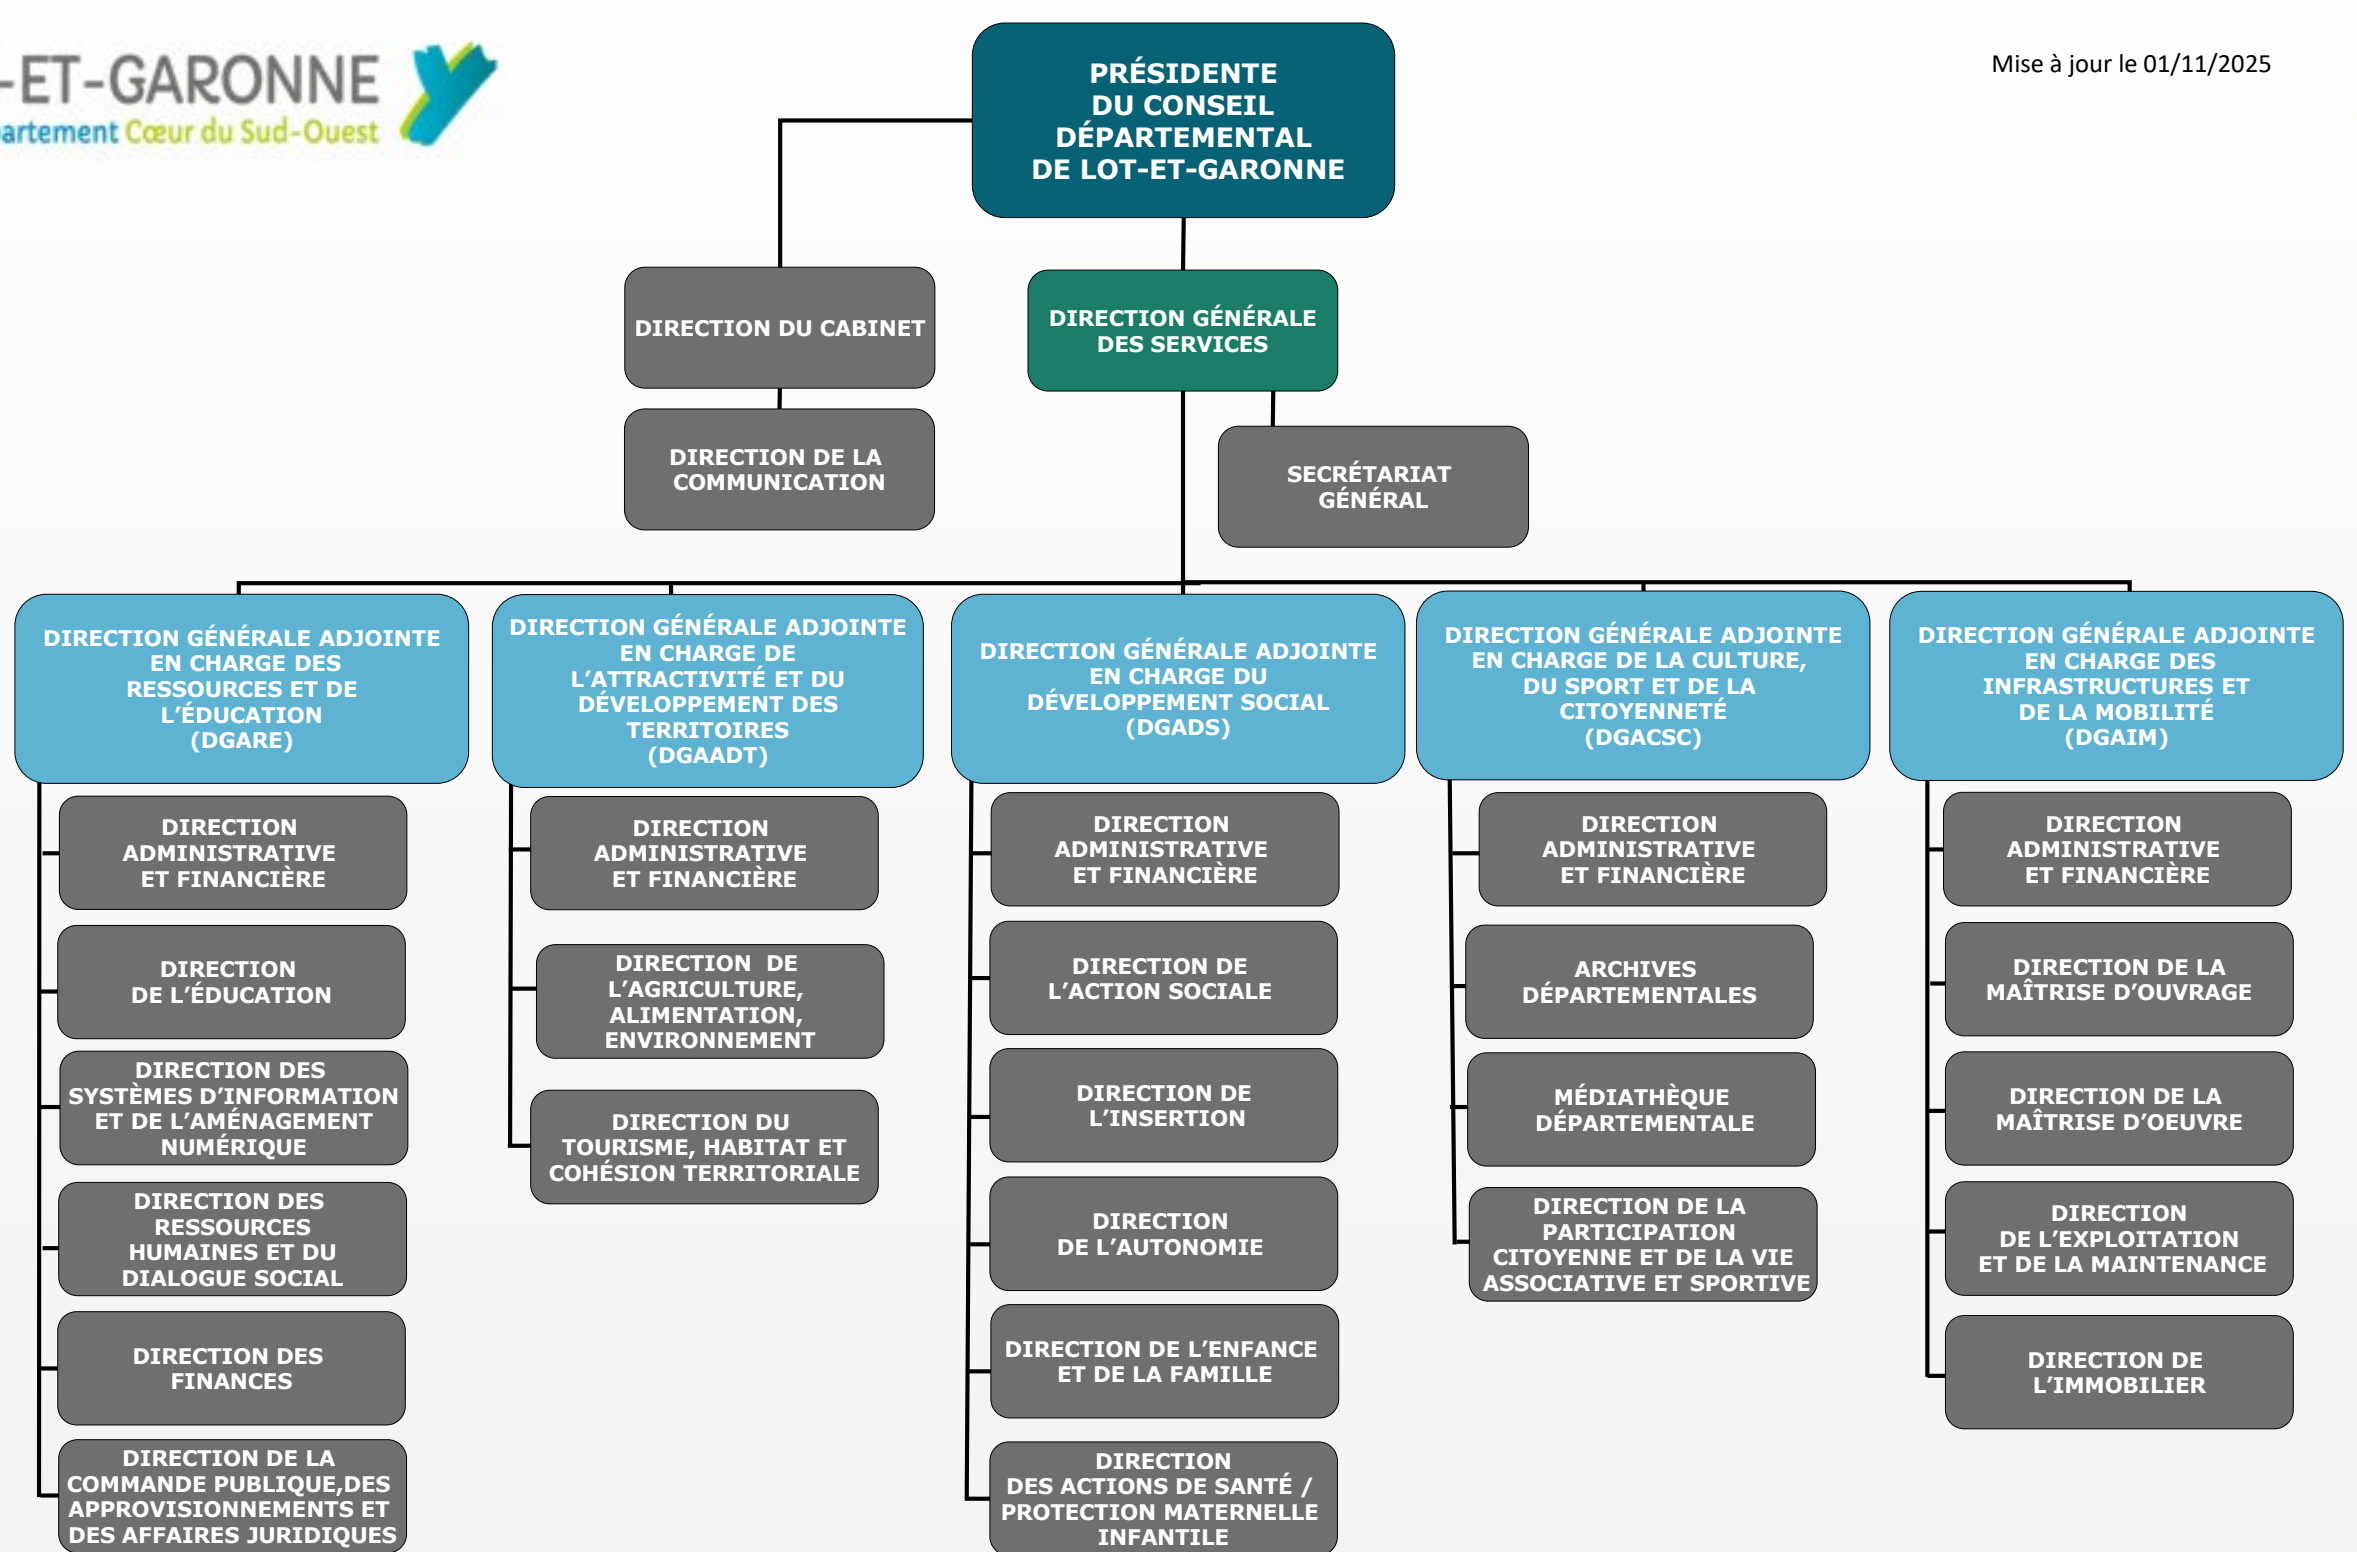 -ET-GARONNE
artement Cœur du Sud-Ouest
Mise à jour le 01/11/2025
PRÉSIDENTE
DU CONSEIL
DÉPARTEMENTAL
DE LOT-ET-GARONNE
DIRECTION DU CABINET
DIRECTION GÉNÉRALE
DES SERVICES
DIRECTION DE LA
COMMUNICATION
SECRÉTARIAT
GÉNÉRAL
DIRECTION GÉNÉRALE ADJOINTE
EN CHARGE DES
RESSOURCES ET DE
L’ÉDUCATION
(DGARE)
DIRECTION
ADMINISTRATIVE
ET FINANCIÈRE
DIRECTION
DE L’ÉDUCATION
DIRECTION DES
SYSTÈMES D’INFORMATION
ET DE L’AMÉNAGEMENT
NUMÉRIQUE
DIRECTION DES
RESSOURCES
HUMAINES ET DU
DIALOGUE SOCIAL
DIRECTION DES
FINANCES
DIRECTION DE LA
COMMANDE PUBLIQUE,DES
APPROVISIONNEMENTS ET
DES AFFAIRES JURIDIQUES
DIRECTION GÉNÉRALE ADJOINTE
EN CHARGE DE
L’ATTRACTIVITÉ ET DU
DÉVELOPPEMENT DES
TERRITOIRES
(DGAADT)
DIRECTION
ADMINISTRATIVE
ET FINANCIÈRE
DIRECTION DE
L’AGRICULTURE,
ALIMENTATION,
ENVIRONNEMENT
DIRECTION DU
TOURISME, HABITAT ET
COHÉSION TERRITORIALE
DIRECTION GÉNÉRALE ADJOINTE
EN CHARGE DU
DÉVELOPPEMENT SOCIAL
(DGADS)
DIRECTION
ADMINISTRATIVE
ET FINANCIÈRE
DIRECTION DE
L’ACTION SOCIALE
DIRECTION DE
L’INSERTION
DIRECTION
DE L’AUTONOMIE
DIRECTION DE L’ENFANCE
ET DE LA FAMILLE
DIRECTION
DES ACTIONS DE SANTÉ /
PROTECTION MATERNELLE
INFANTILE
DIRECTION GÉNÉRALE ADJOINTE
EN CHARGE DE LA CULTURE,
DU SPORT ET DE LA
CITOYENNETÉ
(DGACSC)
DIRECTION
ADMINISTRATIVE
ET FINANCIÈRE
ARCHIVES
DÉPARTEMENTALES
MÉDIATHÈQUE
DÉPARTEMENTALE
DIRECTION DE LA
PARTICIPATION
CITOYENNE ET DE LA VIE
ASSOCIATIVE ET SPORTIVE
DIRECTION GÉNÉRALE ADJOINTE
EN CHARGE DES
INFRASTRUCTURES ET
DE LA MOBILITÉ
(DGAIM)
DIRECTION
ADMINISTRATIVE
ET FINANCIÈRE
DIRECTION DE LA
MAÎTRISE D’OUVRAGE
DIRECTION DE LA
MAÎTRISE D’OEUVRE
DIRECTION
DE L’EXPLOITATION
ET DE LA MAINTENANCE
DIRECTION DE
L’IMMOBILIER